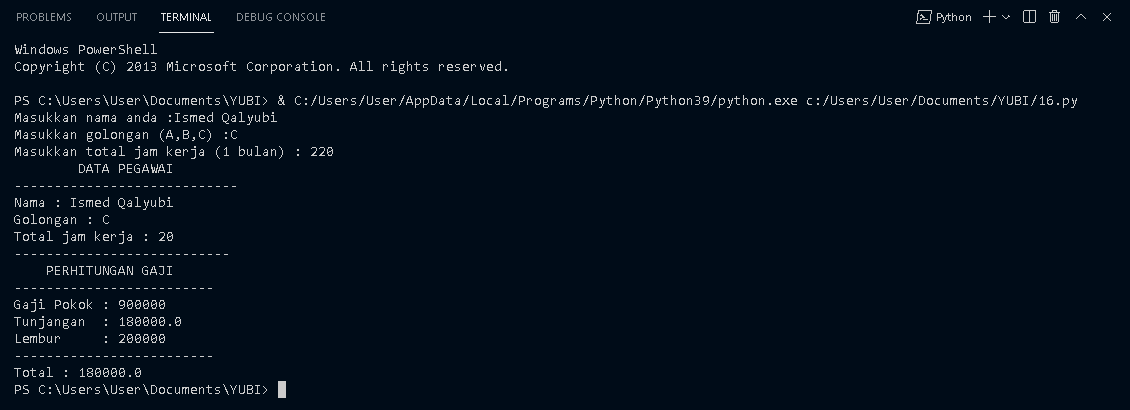 PROBLEMS OUTPUT TERMINAL DEBUG CONSOLE Python
Windows PowerShell
Copyright (C) 2013 Microsoft Corporation. All rights reserved.
PS C:\Users\User\Documents\YUBI> & C:/Users/User/AppData/Local/Programs/Python/Python39/python.exe c:/Users/User/Documents/YUBI/16.py
Masukkan nama anda :Ismed Qalyubi
Masukkan golongan (A,B,C) :C
Masukkan total jam kerja (1 bulan) : 220
        DATA PEGAWAI
----------------------------
Nama : Ismed Qalyubi
Golongan : C
Total jam kerja : 20
---------------------------
    PERHITUNGAN GAJI
-------------------------
Gaji Pokok : 900000
Tunjangan  : 180000.0
Lembur     : 200000
-------------------------
Total : 180000.0
PS C:\Users\User\Documents\YUBI>